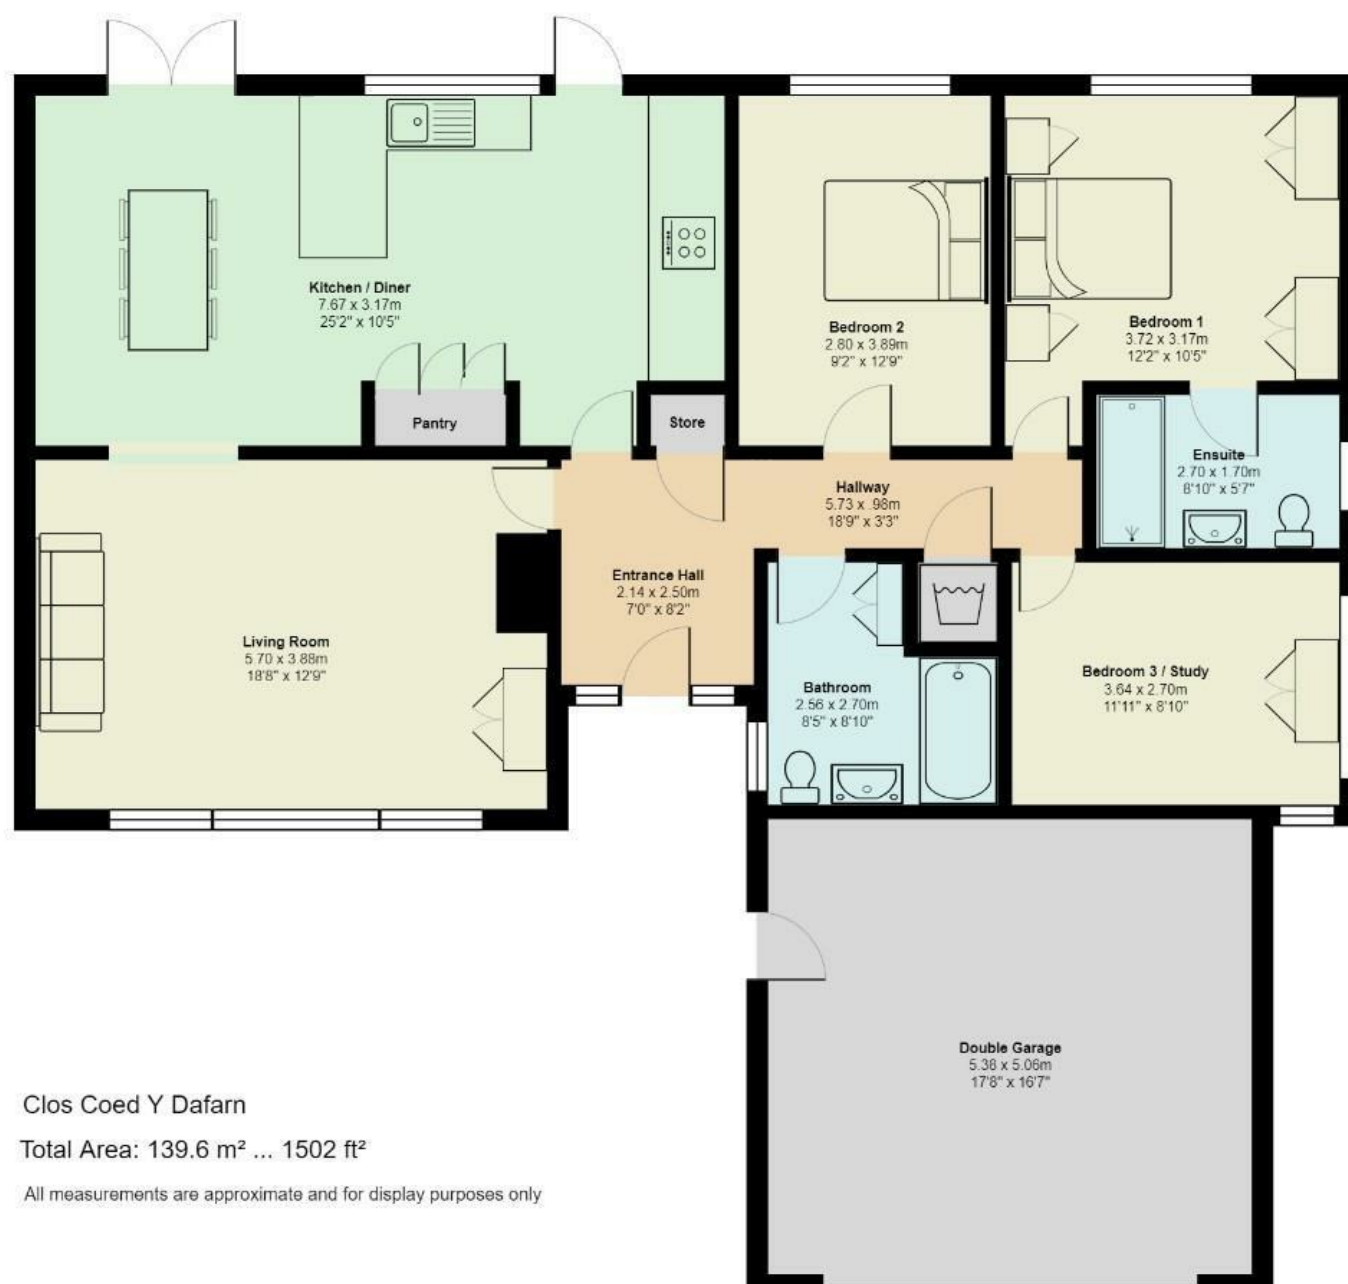 Kitchen / Diner
7.67 x 3.17m
25'2" x 10'5"
Bedroom 2
2.80 x 3.89m
9'2" x 12'9"
Bedroom 1
3.72 x 3.17m
12'2" x 10'5"
Pantry
Store
Ensuite
2.70 x 1.70m
8'10" x 5'7"
Hallway
5.73 x .98m
18'9" x 3'3"
Entrance Hall
2.14 x 2.50m
7'0" x 8'2"
Living Room
5.70 x 3.88m
18'8" x 12'9"
Bathroom
2.56 x 2.70m
8'5" x 8'10"
Bedroom 3 / Study
3.64 x 2.70m
11'11" x 8'10"
Double Garage
5.38 x 5.06m
17'8" x 16'7"
Clos Coed Y Dafarn
Total Area: 139.6 m² ... 1502 ft²
All measurements are approximate and for display purposes only